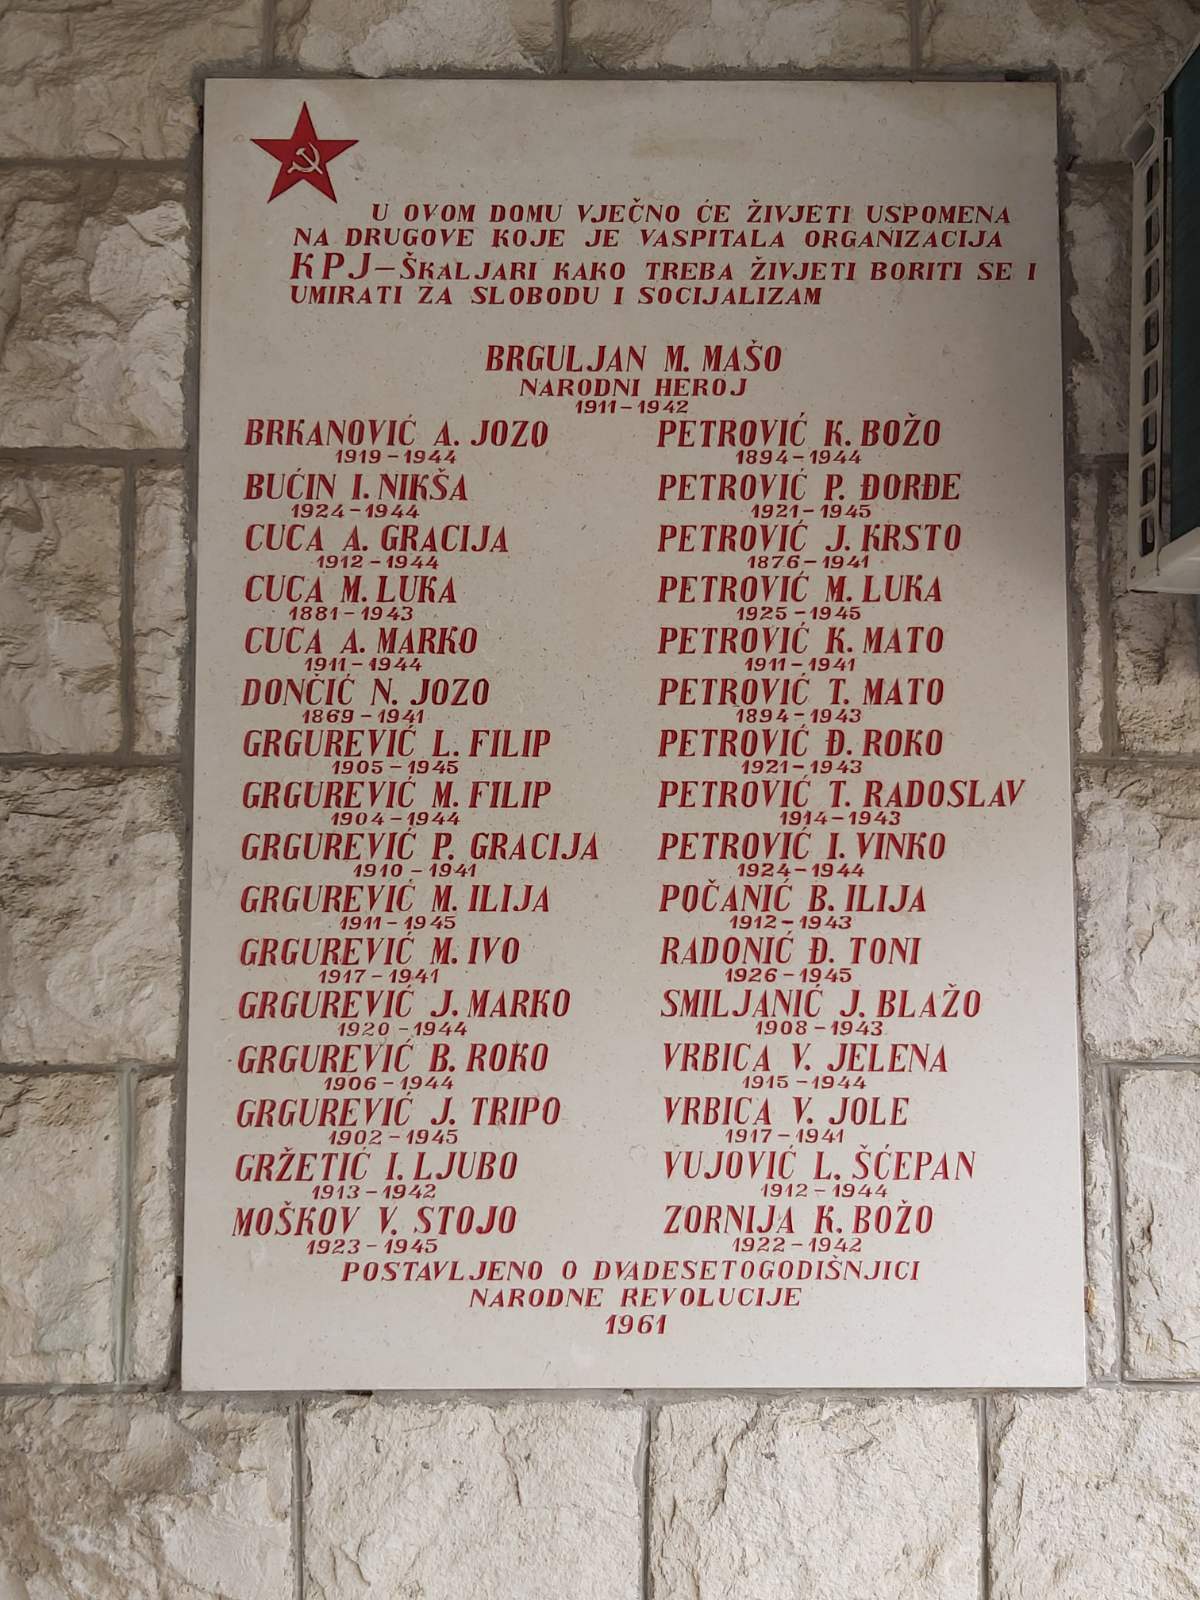 U OVOM DOMU VJEČNO ĆE ŽIVJETI USPOMENA
NA DRUGOVE KOJE JE VASPITALA ORGANIZACIJA
KPJ-ŠKALJARI KAKO TREBA ŽIVJETI BORITI SE I
UMIRATI ZA SLOBODU I SOCIJALIZAM
BRGULJAN M. MAŠO
NARODNI HEROJ
1911-1942
BRKANOVIĆ A. JOZO
1919-1944
BUĆIN I. NIKŠA
1924-1944
CUCA A. GRACIJA
1912-1944
CUCA M. LUKA
1881-1943
CUCA A. MARKO
1911-1944
DONČIĆ N. JOZO
1869-1941
GRGUREVIĆ L. FILIP
1905-1945
GRGUREVIĆ M. FILIP
1904-1944
GRGUREVIĆ P. GRACIJA
1910-1941
GRGUREVIĆ M. ILIJA
1911-1945
GRGUREVIĆ M. IVO
1917-1941
GRGUREVIĆ J. MARKO
1920-1944
GRGUREVIĆ B. ROKO
1906-1944
GRGUREVIĆ J. TRIPO
1902-1945
GRŽETIĆ I. LJUBO
1913-1942
MOŠKOV V. STOJO
1923-1945
PETROVIĆ K. BOŽO
1894-1944
PETROVIĆ P. ĐORĐE
1921-1945
PETROVIĆ J. KRSTO
1876-1941
PETROVIĆ M. LUKA
1925-1945
PETROVIĆ K. MATO
1911-1941
PETROVIĆ T. MATO
1894-1943
PETROVIĆ Đ. ROKO
1921-1943
PETROVIĆ T. RADOSLAV
1914-1943
PETROVIĆ I. VINKO
1924-1944
POČANIĆ B. ILIJA
1912-1943
RADONIĆ Đ. TONI
1926-1945
SMILJANIĆ J. BLAŽO
1908-1943
VRBICA V. JELENA
1915-1944
VRBICA V. JOLE
1917-1941
VUJOVIĆ L. ŠĆEPAN
1912-1944
ZORNIJA K. BOŽO
1922-1942
POSTAVLJENO O DVADESETOGODIŠNJICI
NARODNE REVOLUCIJE
1961